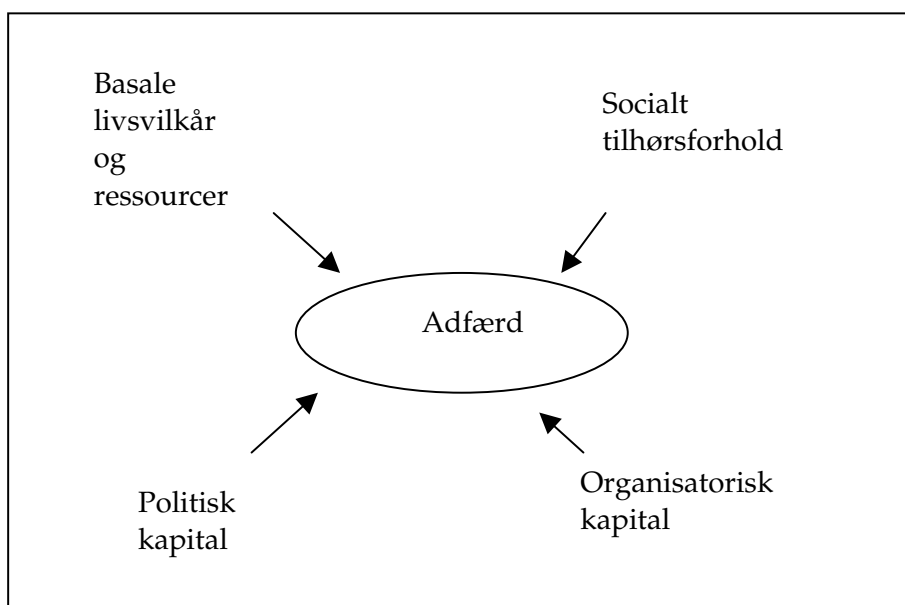 Basale
livsvilkår
og
ressourcer
Socialt
tilhørsforhold
Adfærd
Politisk
kapital
Organisatorisk
kapital